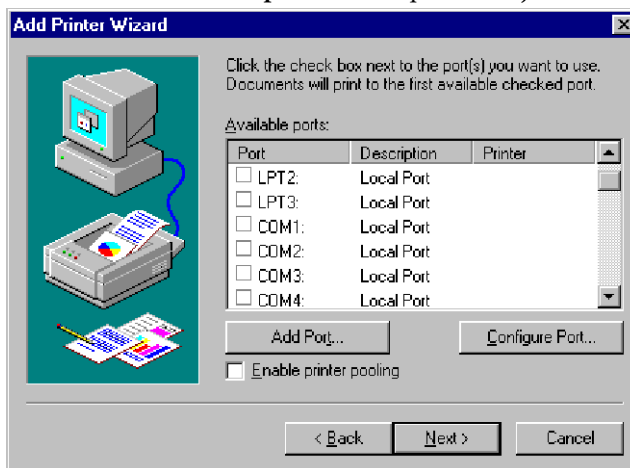 Add Printer Wizard
Click the check box next to the port(s) you want to use.
Documents will print to the first available checked port.
Available ports:
Port Description Printer
LPT2: Local Port
LPT3: Local Port
COM1: Local Port
COM2: Local Port
COM3: Local Port
COM4: Local Port
Add Port... Configure Port...
Enable printer pooling
< Back Next > Cancel